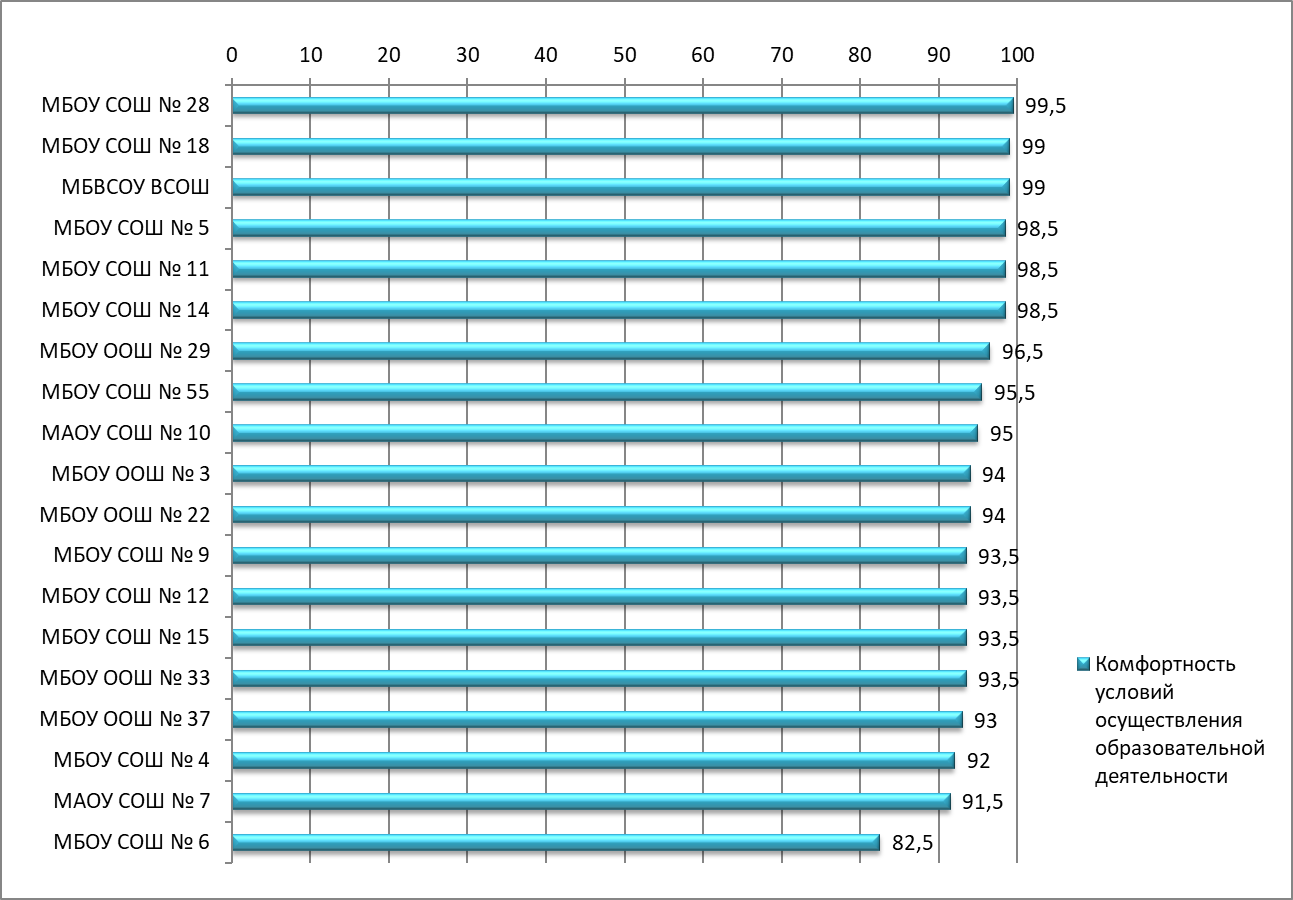 0 10 20 30 40 50 60 70 80 90 100
МБОУ СОШ № 28 99,5
МБОУ СОШ № 18 99
МБВСОУ ВСОШ 99
МБОУ СОШ № 5 98,5
МБОУ СОШ № 11 98,5
МБОУ СОШ № 14 98,5
МБОУ ООШ № 29 96,5
МБОУ СОШ № 55 95,5
МАОУ СОШ № 10 95
МБОУ ООШ № 3 94
МБОУ ООШ № 22 94
МБОУ СОШ № 9 93,5
МБОУ СОШ № 12 93,5
МБОУ СОШ № 15 93,5
МБОУ ООШ № 33 93,5
МБОУ ООШ № 37 93
МБОУ СОШ № 4 92
МАОУ СОШ № 7 91,5
МБОУ СОШ № 6 82,5
Комфортность
условий
осуществления
образовательной
деятельности